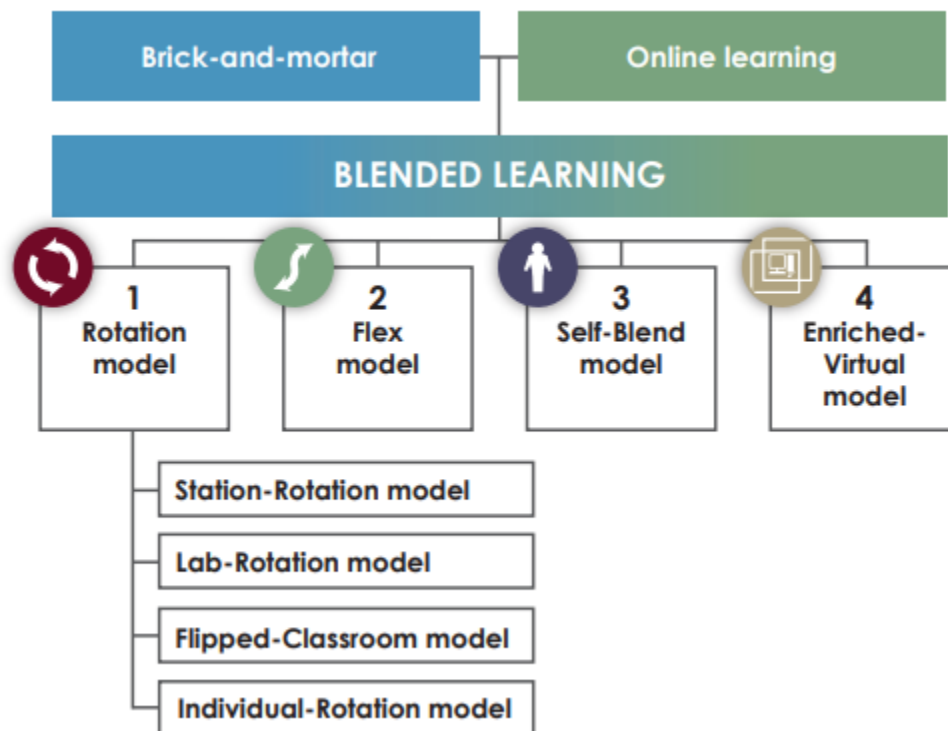 Brick-and-mortar
Online learning
BLENDED LEARNING
1
Rotation
model
2
Flex
model
3
Self-Blend
model
4
Enriched-
Virtual
model
Station-Rotation model
Lab-Rotation model
Flipped-Classroom model
Individual-Rotation model